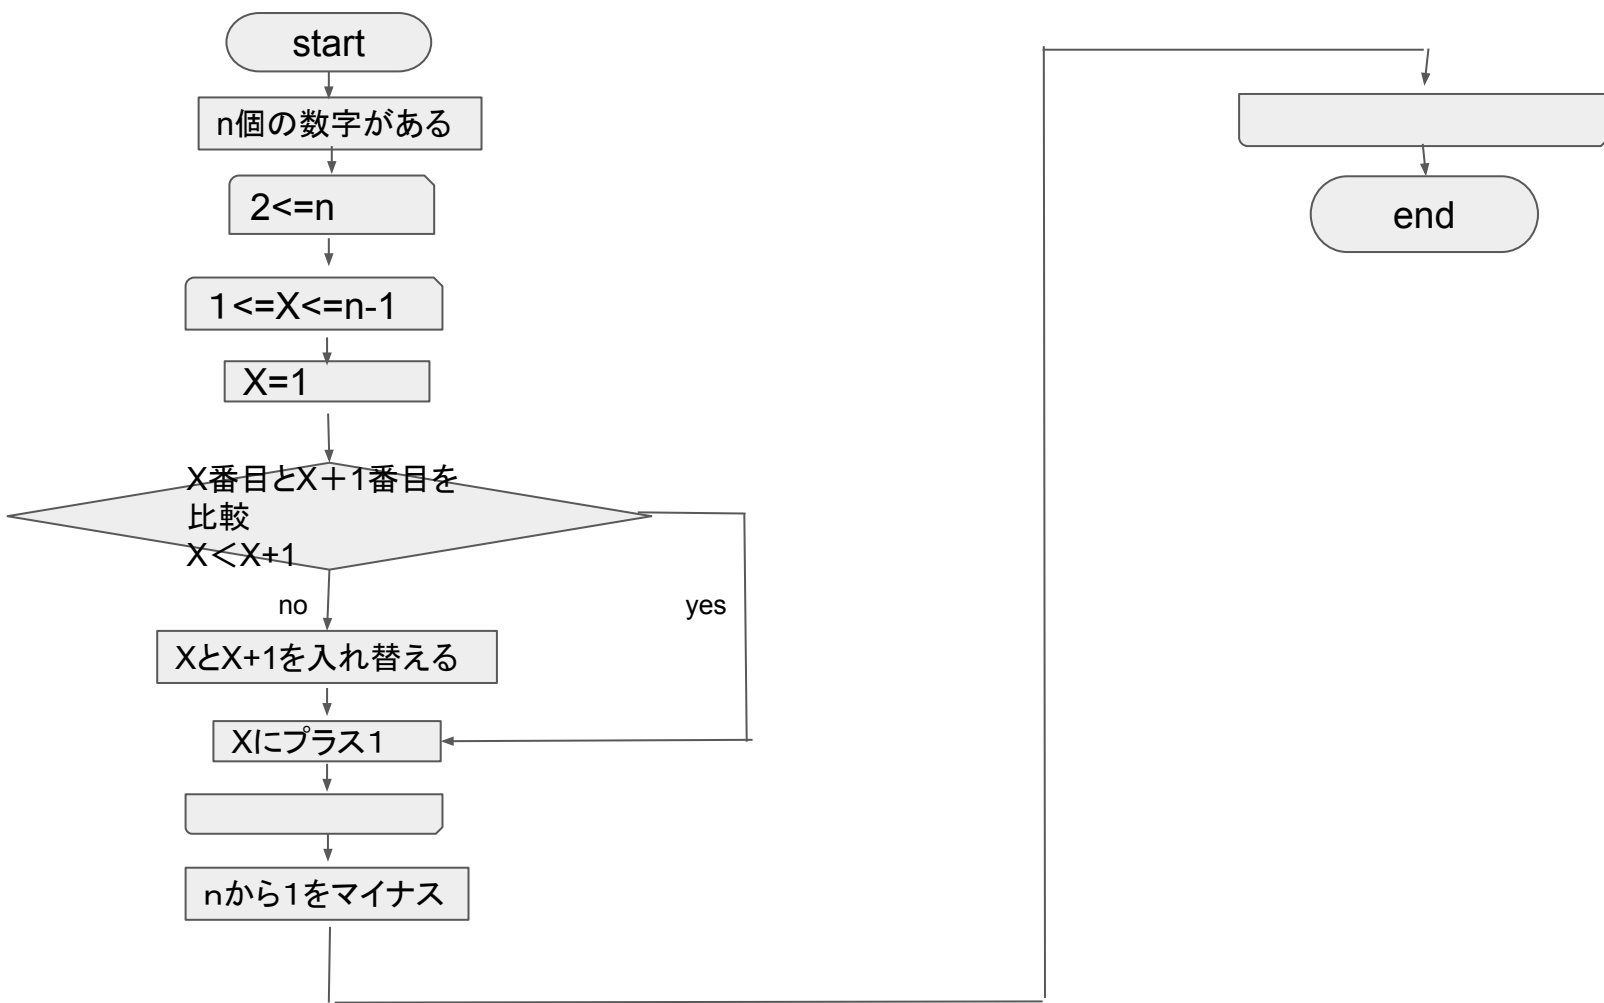 start
n個の数字がある
2<=n
１<=X<=n-1
X=1
X番目とX＋1番目を
比較
X＜X+1
no
yes
XとX+1を入れ替える
Xにプラス1
ｎから1をマイナス
end